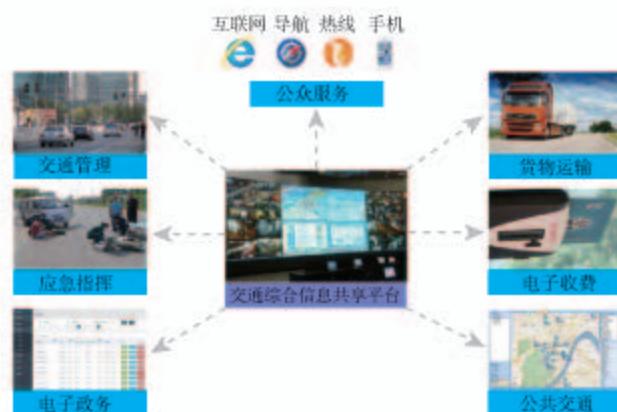 互联网 导航 热线 手机
公众服务
交通管理
货物运输
应急指挥
交通综合信息共享平台
电子收费
电子政务
公共交通